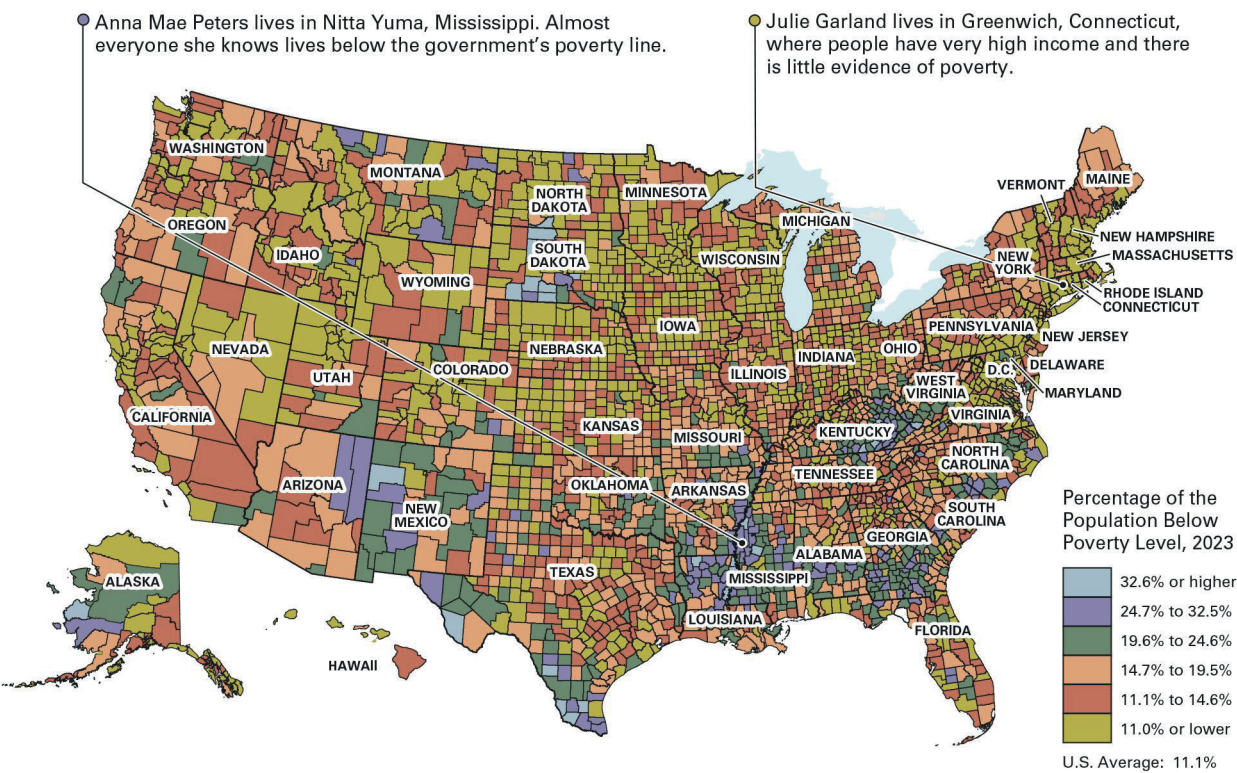 Anna Mae Peters lives in Nitta Yuma, Mississippi. Almost
everyone she knows lives below the government's poverty line.
Julie Garland lives in Greenwich, Connecticut,
where people have very high income and there
is little evidence of poverty.
WASHINGTON
MONTANA
NORTH
DAKOTA
MINNESOTA
VERMONT
MAINE
OREGON
IDAHO
SOUTH
DAKOTA
MICHIGAN
NEW HAMPSHIRE
WYOMING
WISCONSIN
NEW
YORK
MASSACHUSETTS
RHODE ISLAND
CONNECTICUT
IOWA
PENNSYLVANIA
NEW JERSEY
NEVADA
NEBRASKA
INDIANA
OHIO
UTAH
COLORADO
ILLINOIS
D.C.
DELAWARE
WEST
VIRGINIA
MARYLAND
CALIFORNIA
KANSAS
MISSOURI
KENTUCKY
VIRGINIA
NORTH
CAROLINA
ARIZONA
OKLAHOMA
ARKANSAS
TENNESSEE
NEW
MEXICO
SOUTH
CAROLINA
GEORGIA
ALABAMA
TEXAS
MISSISSIPPI
LOUISIANA
FLORIDA
ALASKA
HAWAII
Percentage of the
Population Below
Poverty Level, 2023
32.6% or higher
24.7% to 32.5%
19.6% to 24.6%
14.7% to 19.5%
11.1% to 14.6%
11.0% or lower
U.S. Average: 11.1%